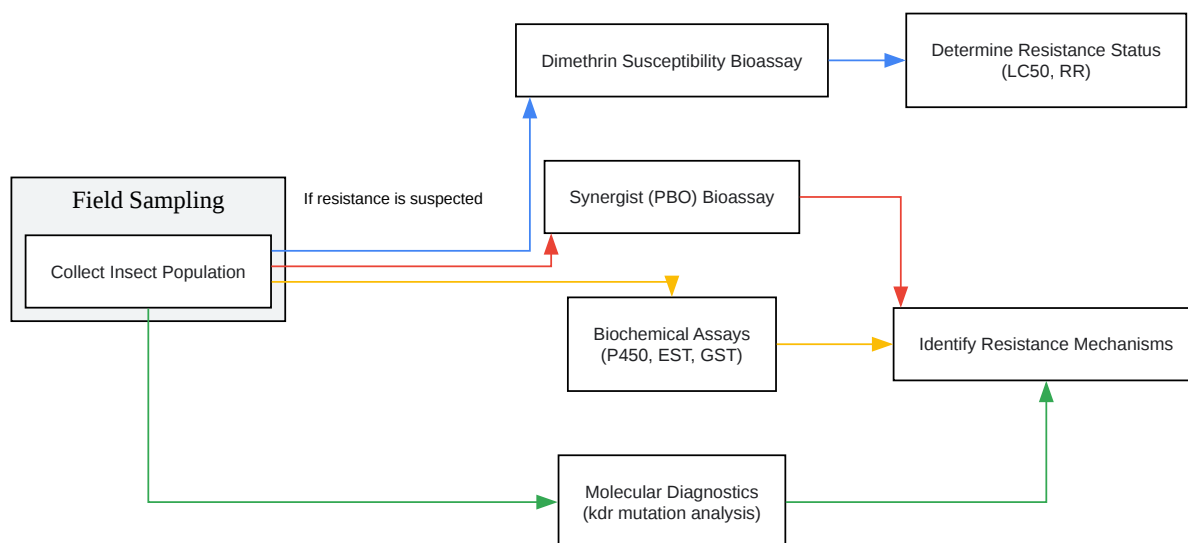 Dimethrin Susceptibility Bioassay
Determine Resistance Status
(LC50, RR)
Field Sampling
If resistance is suspected
Synergist (PBO) Bioassay
Collect Insect Population
Biochemical Assays
(P450, EST, GST)
Identify Resistance Mechanisms
Molecular Diagnostics
(kdr mutation analysis)